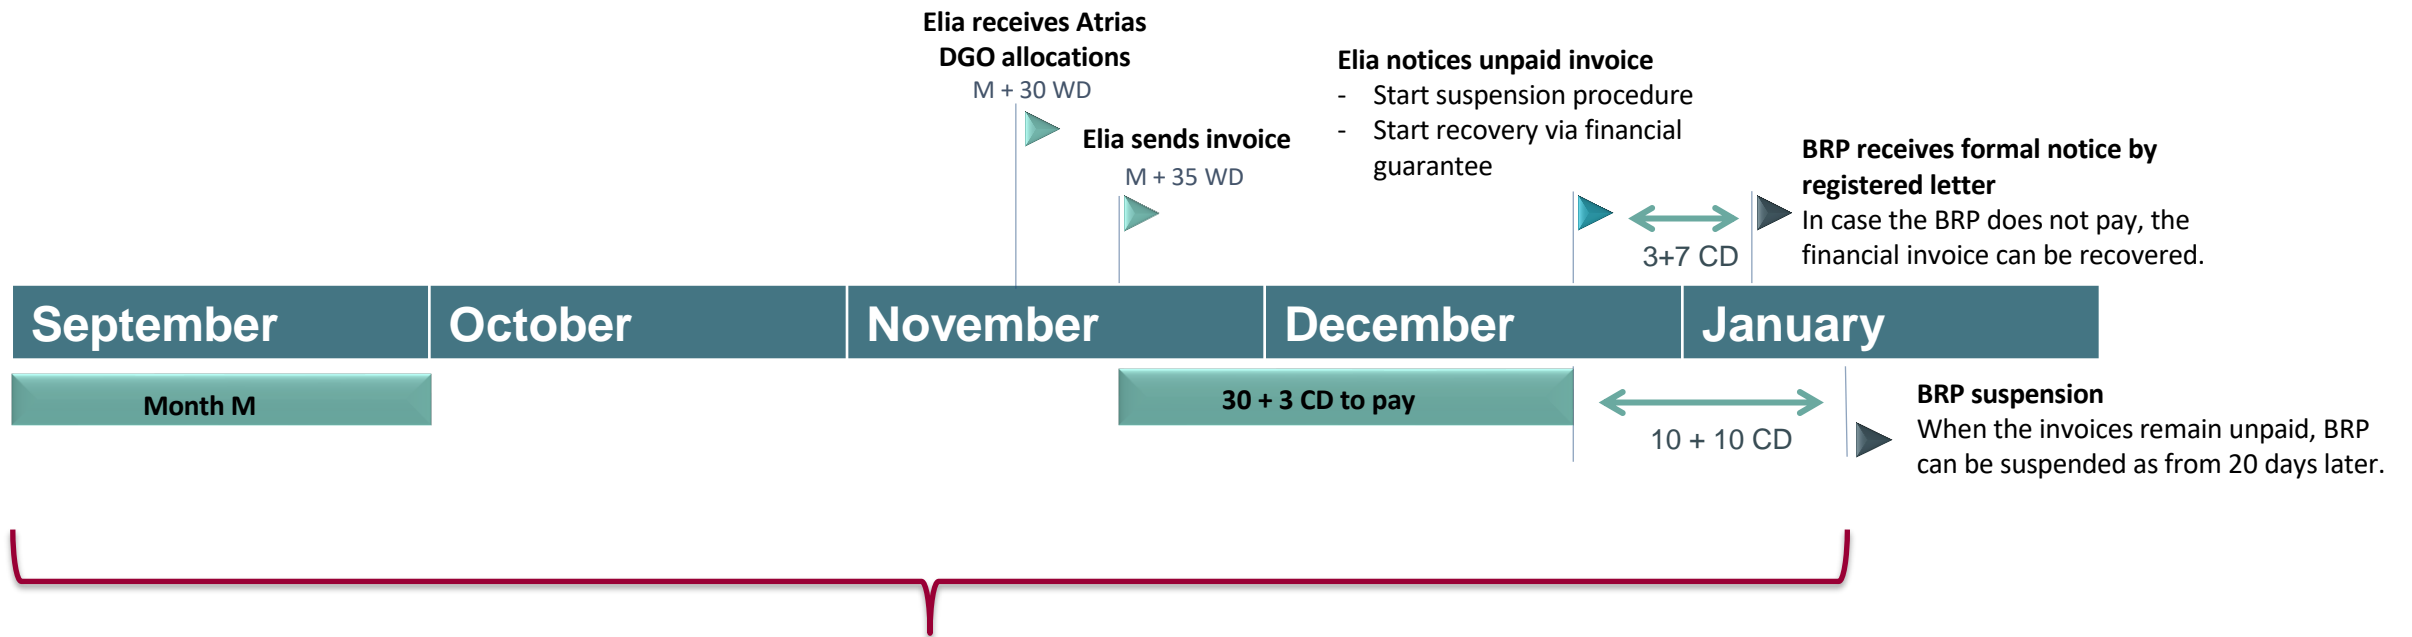 Elia receives Atrias
DGO allocations
M + 30 WD
Elia sends invoice
M + 35 WD
Elia notices unpaid invoice
- Start suspension procedure
- Start recovery via financial
guarantee
BRP receives formal notice by
registered letter
In case the BRP does not pay, the
financial invoice can be recovered.
3+7 CD
September
October
November
December
January
Month M
30 + 3 CD to pay
10 + 10 CD
BRP suspension
When the invoices remain unpaid, BRP
can be suspended as from 20 days later.